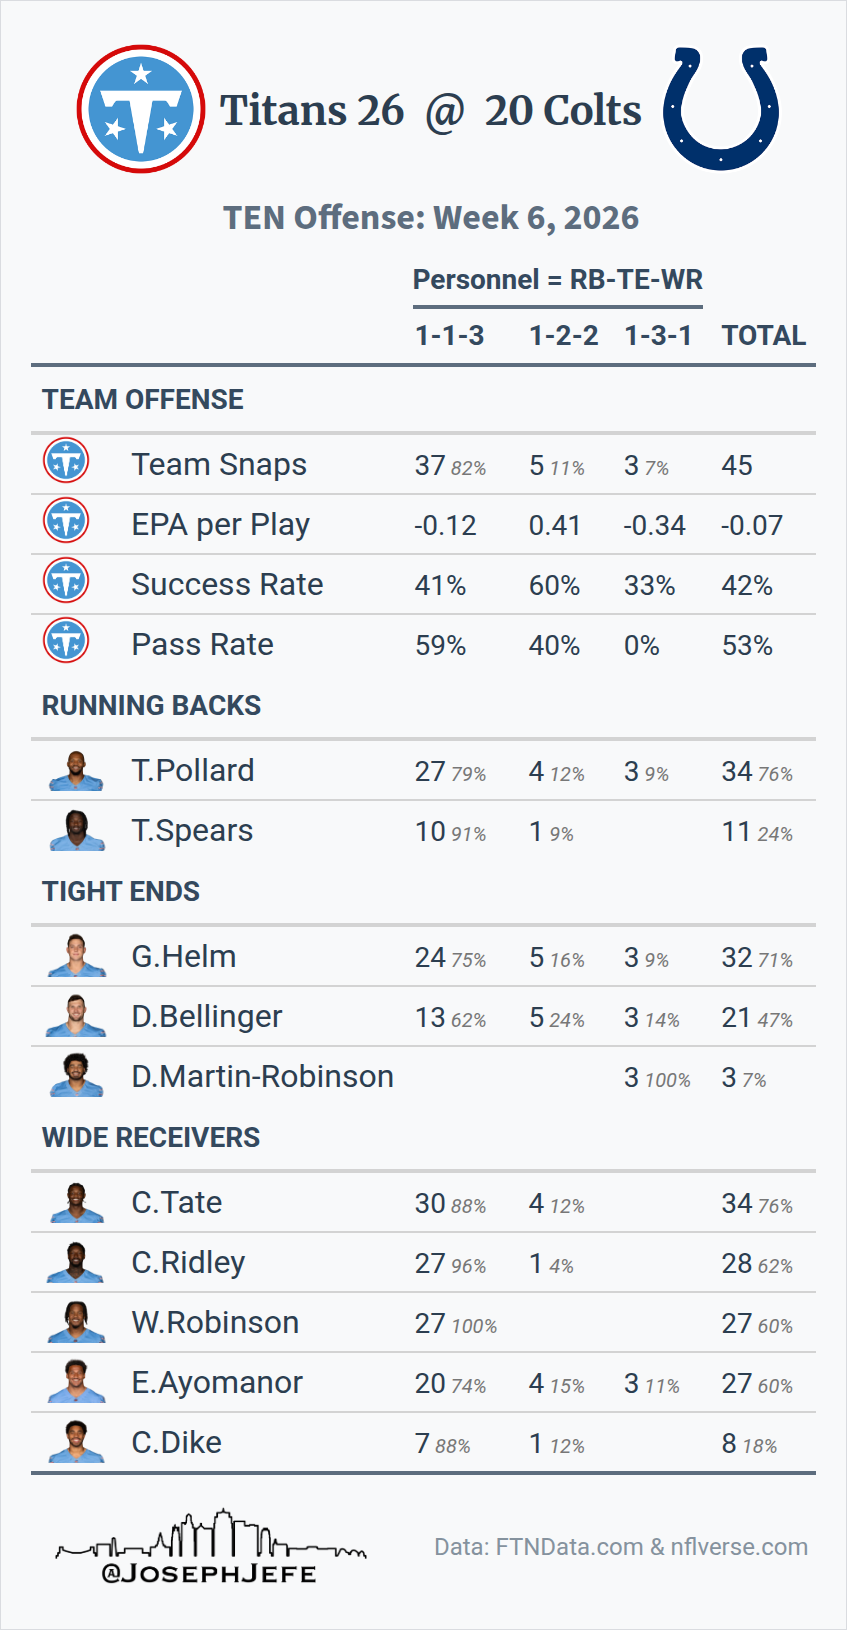 Titans 26 @ 20 Colts
TEN Offense: Week 6, 2026
Personnel = RB-TE-WR
1-1-3 1-2-2 1-3-1 TOTAL
TEAM OFFENSE
Team Snaps 37 82% 5 11% 3 7% 45
EPA per Play -0.12 0.41 -0.34 -0.07
Success Rate 41% 60% 33% 42%
Pass Rate 59% 40% 0% 53%
RUNNING BACKS
T.Pollard 27 79% 4 12% 3 9% 34 76%
T.Spears 10 91% 1 9% 11 24%
TIGHT ENDS
G.Helm 24 75% 5 16% 3 9% 32 71%
D.Bellinger 13 62% 5 24% 3 14% 21 47%
D.Martin-Robinson 3 100% 3 7%
WIDE RECEIVERS
C.Tate 30 88% 4 12% 34 76%
C.Ridley 27 96% 1 4% 28 62%
W.Robinson 27 100% 27 60%
E.Ayomanor 20 74% 4 15% 3 11% 27 60%
C.Dike 7 88% 1 12% 8 18%
@JosephJefe
Data: FTNData.com & nflverse.com